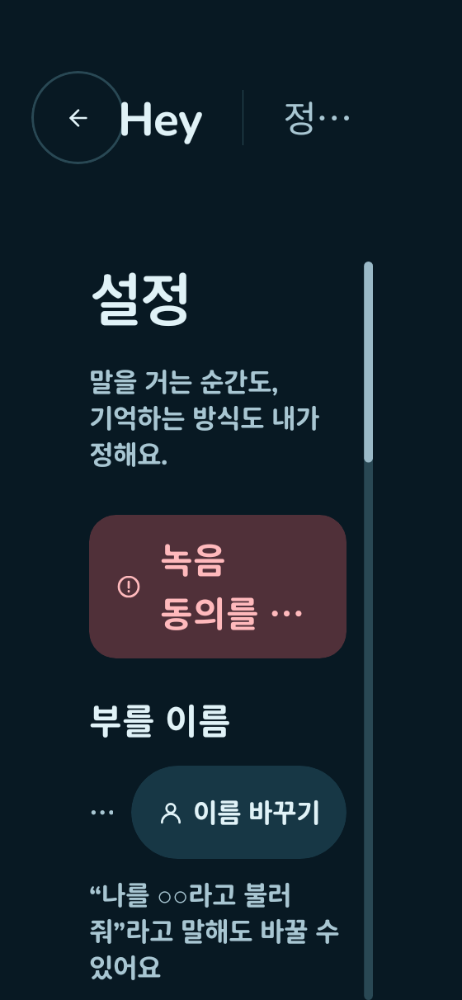 Hey
정…
설정
말을 거는 순간도,
기억하는 방식도 내가
정해요.
녹음
동의를 …
부를 이름
…
이름 바꾸기
“나를 ○○라고 불러
줘”라고 말해도 바꿀 수
있어요